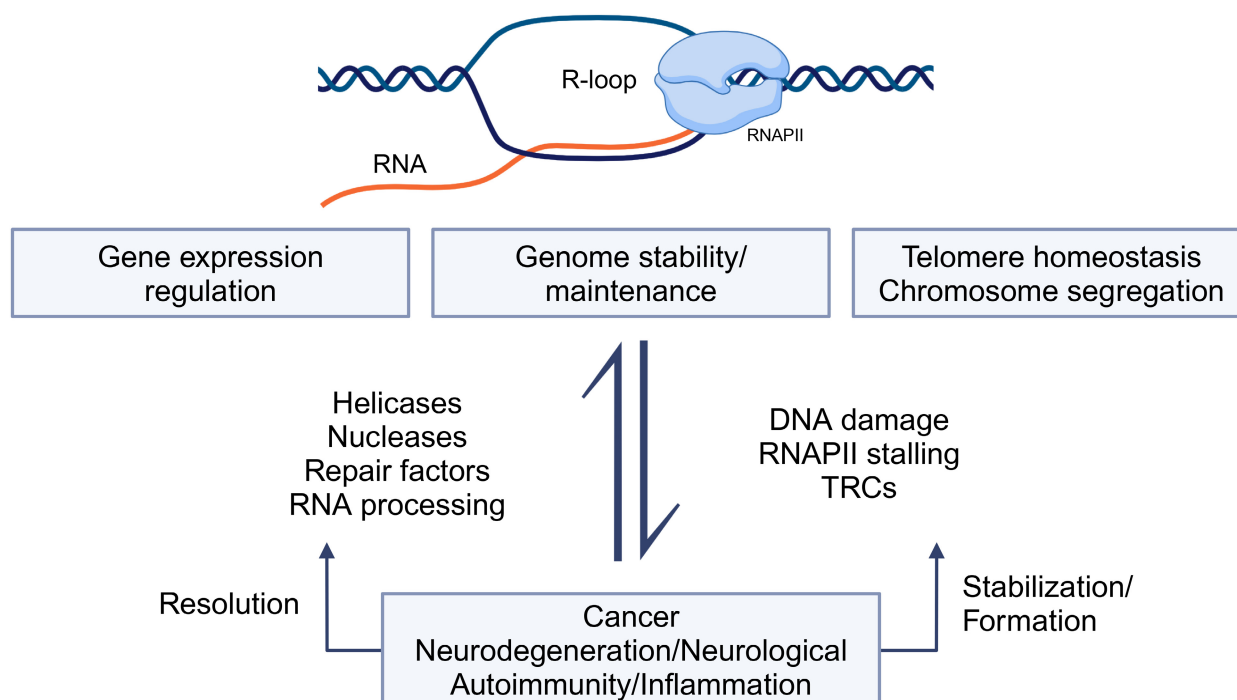 R-loop
RNAPII
RNA
Gene expression
regulation
Genome stability/
maintenance
Telomere homeostasis
Chromosome segregation
Helicases
Nucleases
Repair factors
RNA processing
DNA damage
RNAPII stalling
TRCs
Resolution
Stabilization/
Formation
Cancer
Neurodegeneration/Neurological
Autoimmunity/Inflammation